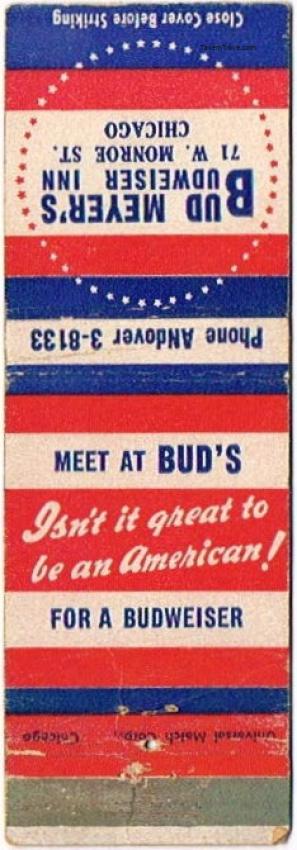 Close Cover Before Striking
BUD MEYER'S
BUDWEISER INN
71 W. MONROE ST.
CHICAGO
Phone ANdover 3-8133
MEET AT BUD'S
Isn't it great to
be an American!
FOR A BUDWEISER
Universal Match Corp., Chicago